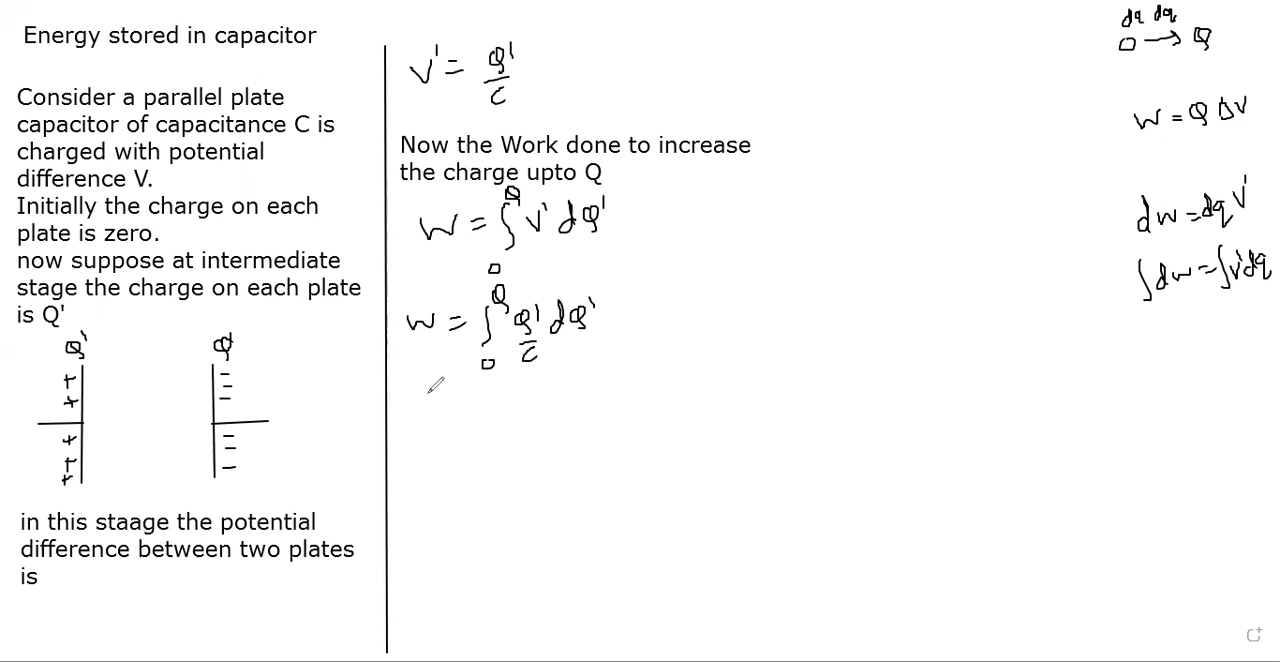 Energy stored in capacitor
Consider a parallel plate
capacitor of capacitance C is
charged with potential
difference V.
Initially the charge on each
plate is zero.
now suppose at intermediate
stage the charge on each plate
is Q'
Q' Q'
+ + + + + − − − − − −
in this staage the potential
difference between two plates
is
V' = Q'/C
Now the Work done to increase
the charge upto Q
W = ∫₀^Q V' dQ'
W = ∫₀^Q Q'/C dQ'
dq dq
0 → Q
W = Q ΔV
dw = dq V'
∫dw = ∫V'dq